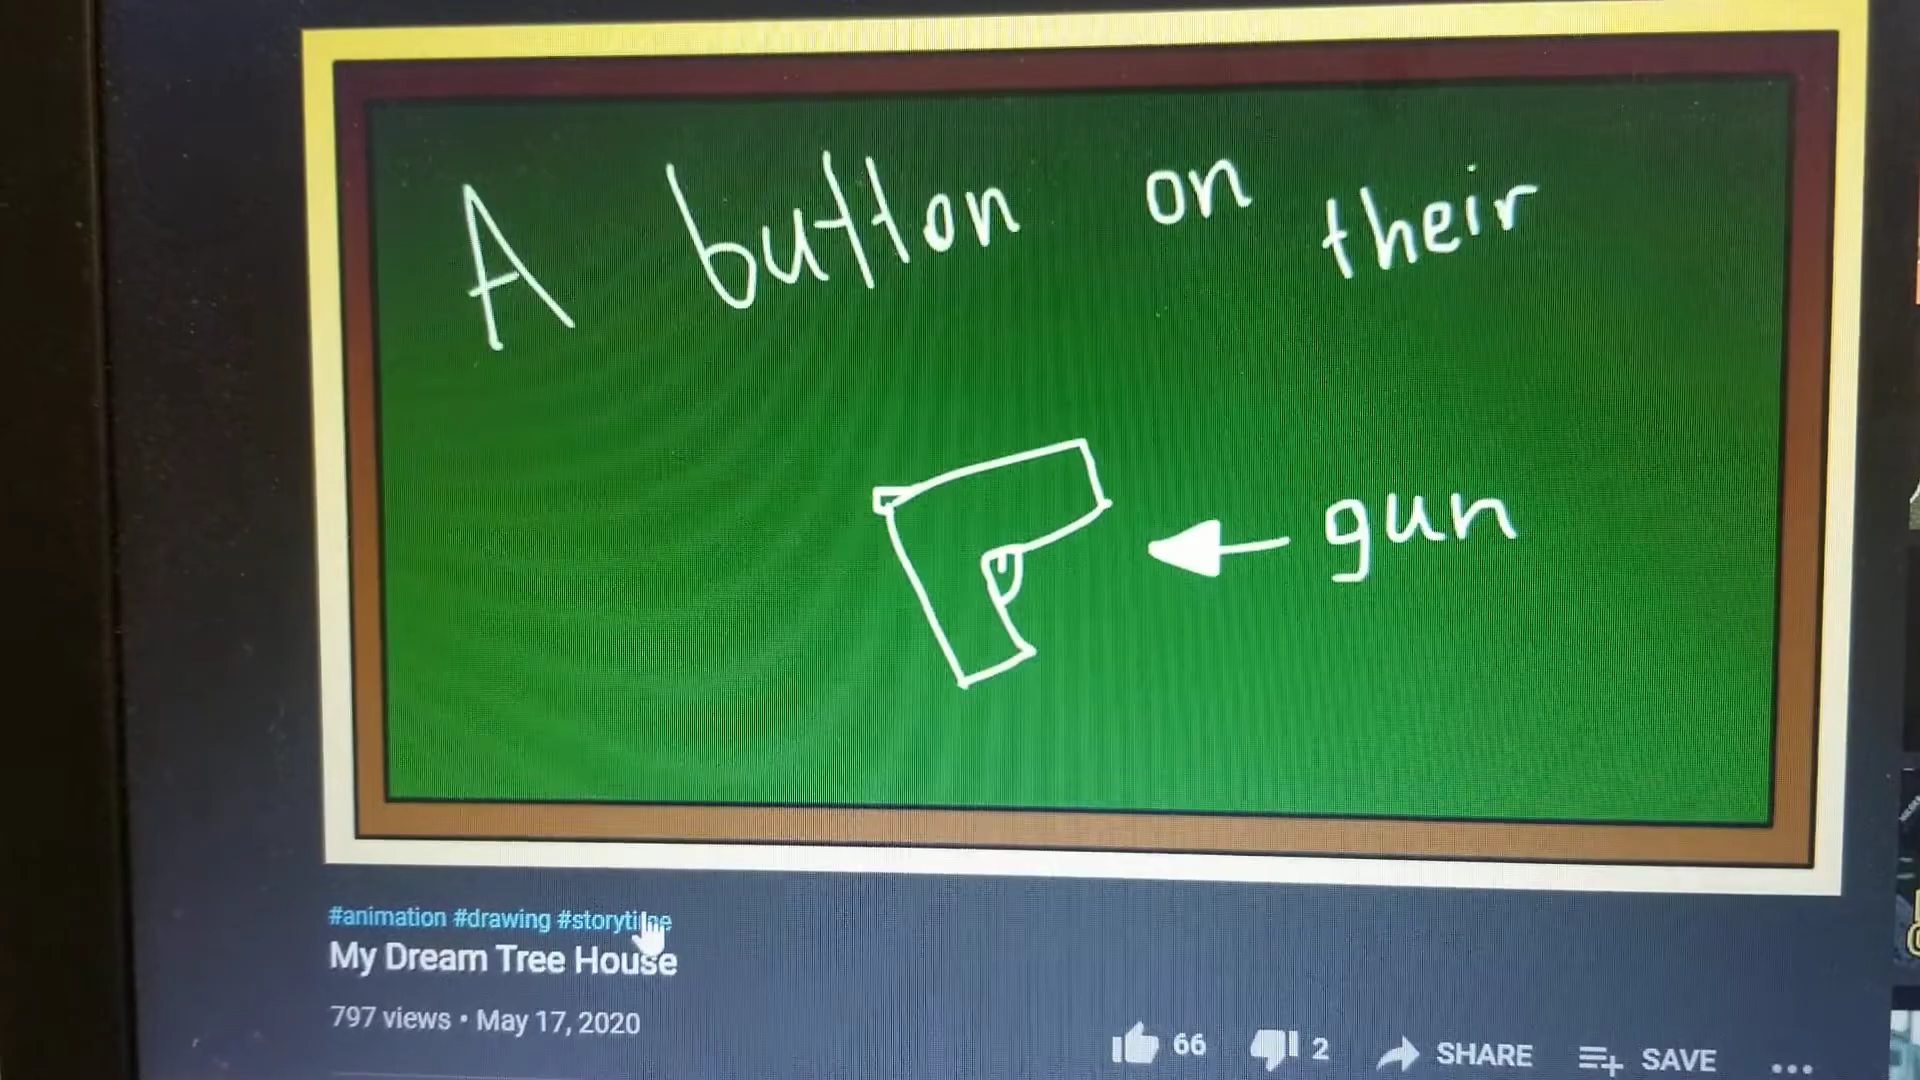 A button on their
gun
#animation #drawing #storytime
My Dream Tree House
797 views • May 17, 2020
66 2 SHARE SAVE